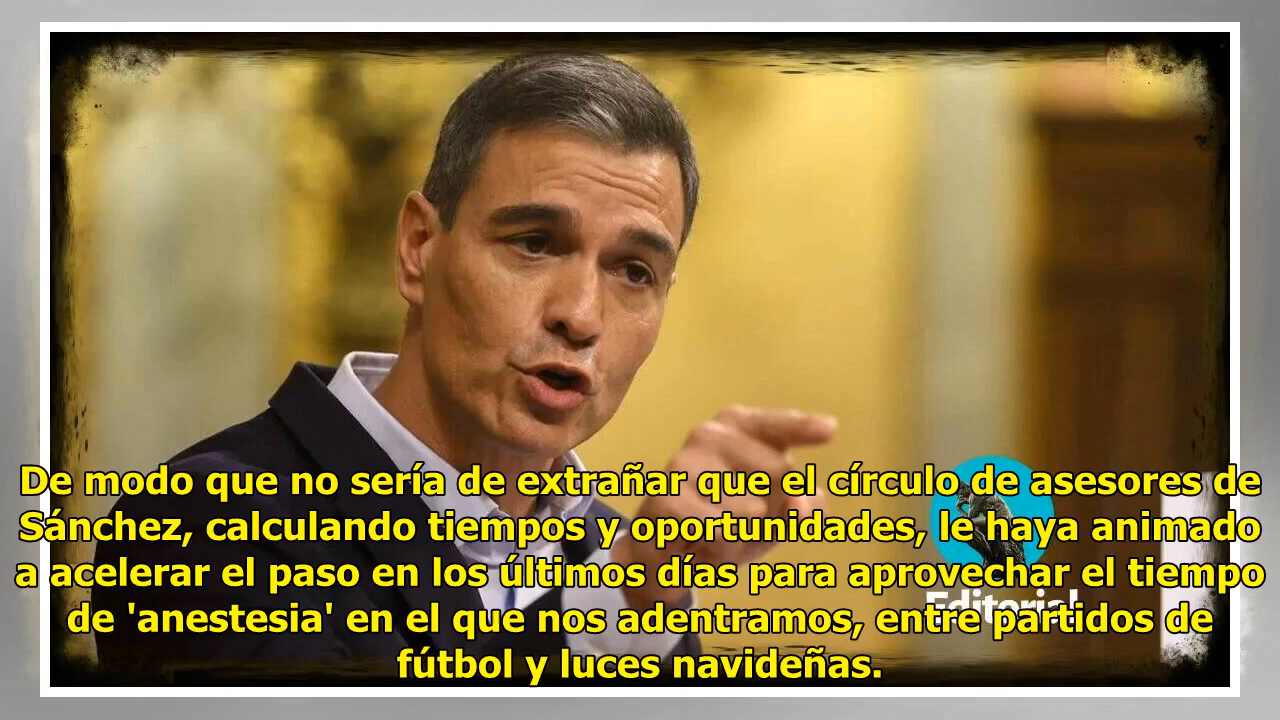 De modo que no sería de extrañar que el círculo de asesores de
Sánchez, calculando tiempos y oportunidades, le haya animado
a acelerar el paso en los últimos días para aprovechar el tiempo
Editorial
de 'anestesia' en el que nos adentramos, entre partidos de
fútbol y luces navideñas.